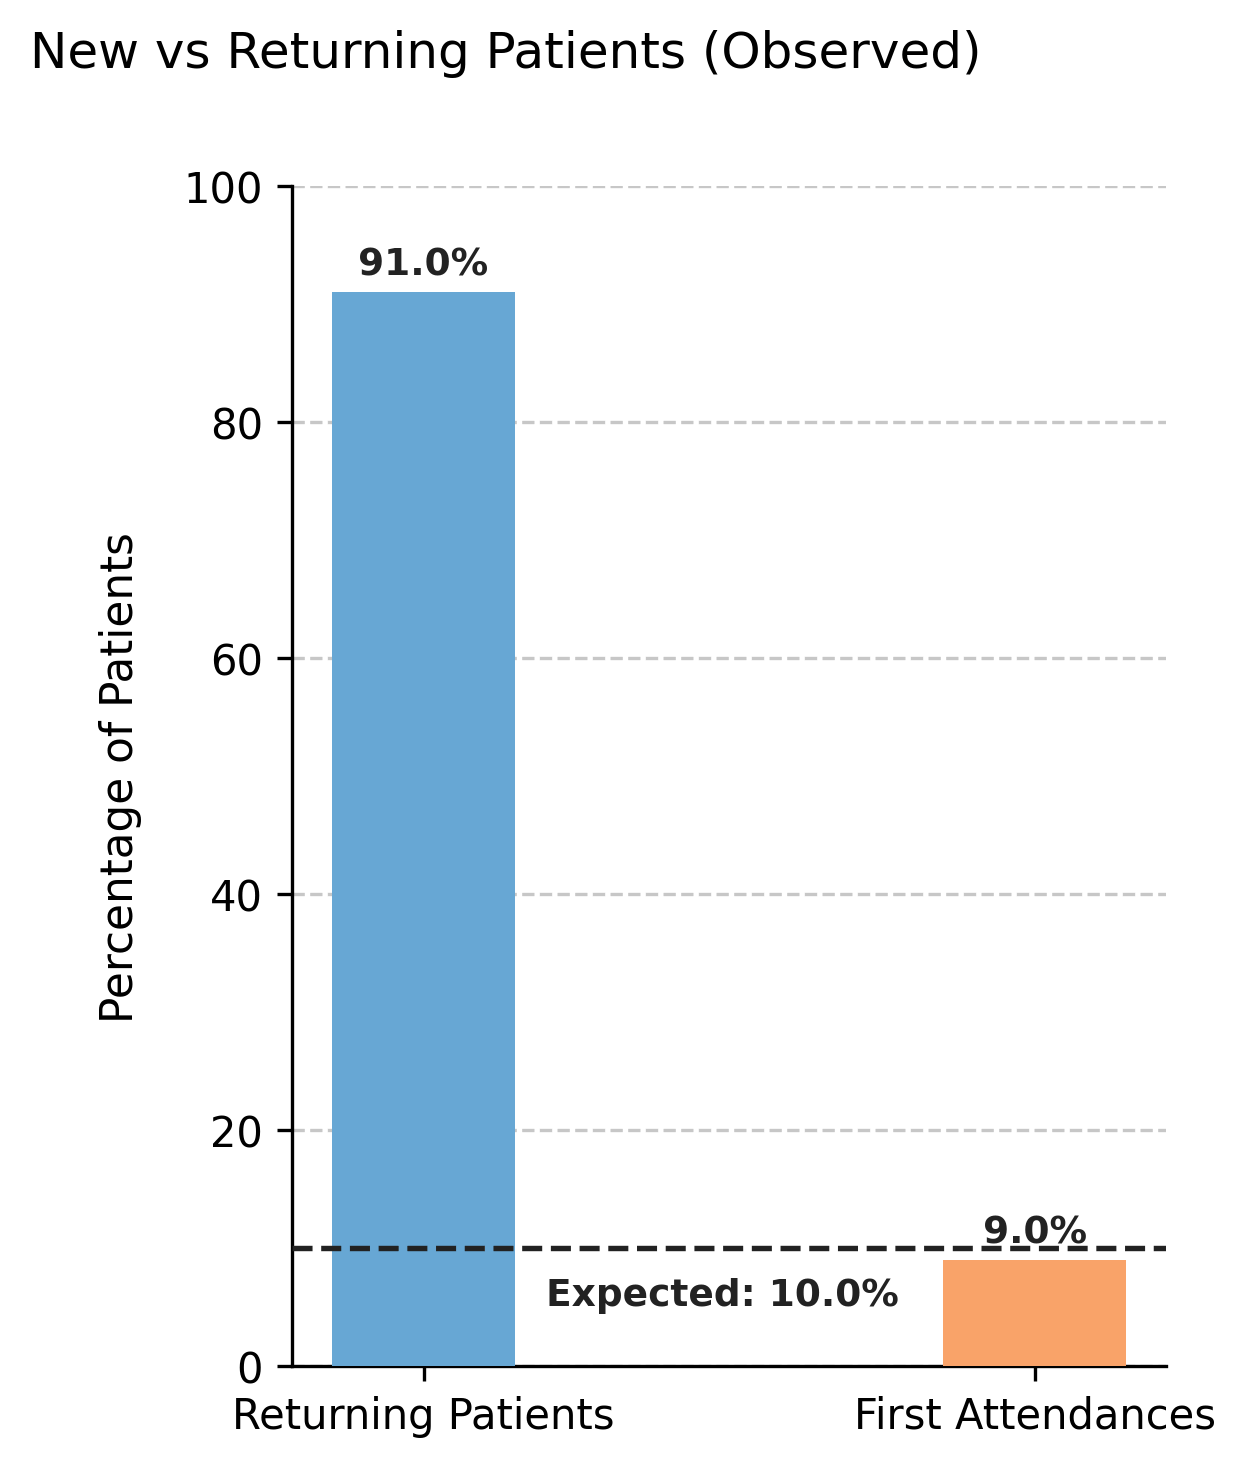 New vs Returning Patients (Observed)
100
91.0%
80
60
Percentage of Patients
40
20
9.0%
Expected: 10.0%
0
Returning Patients
First Attendances